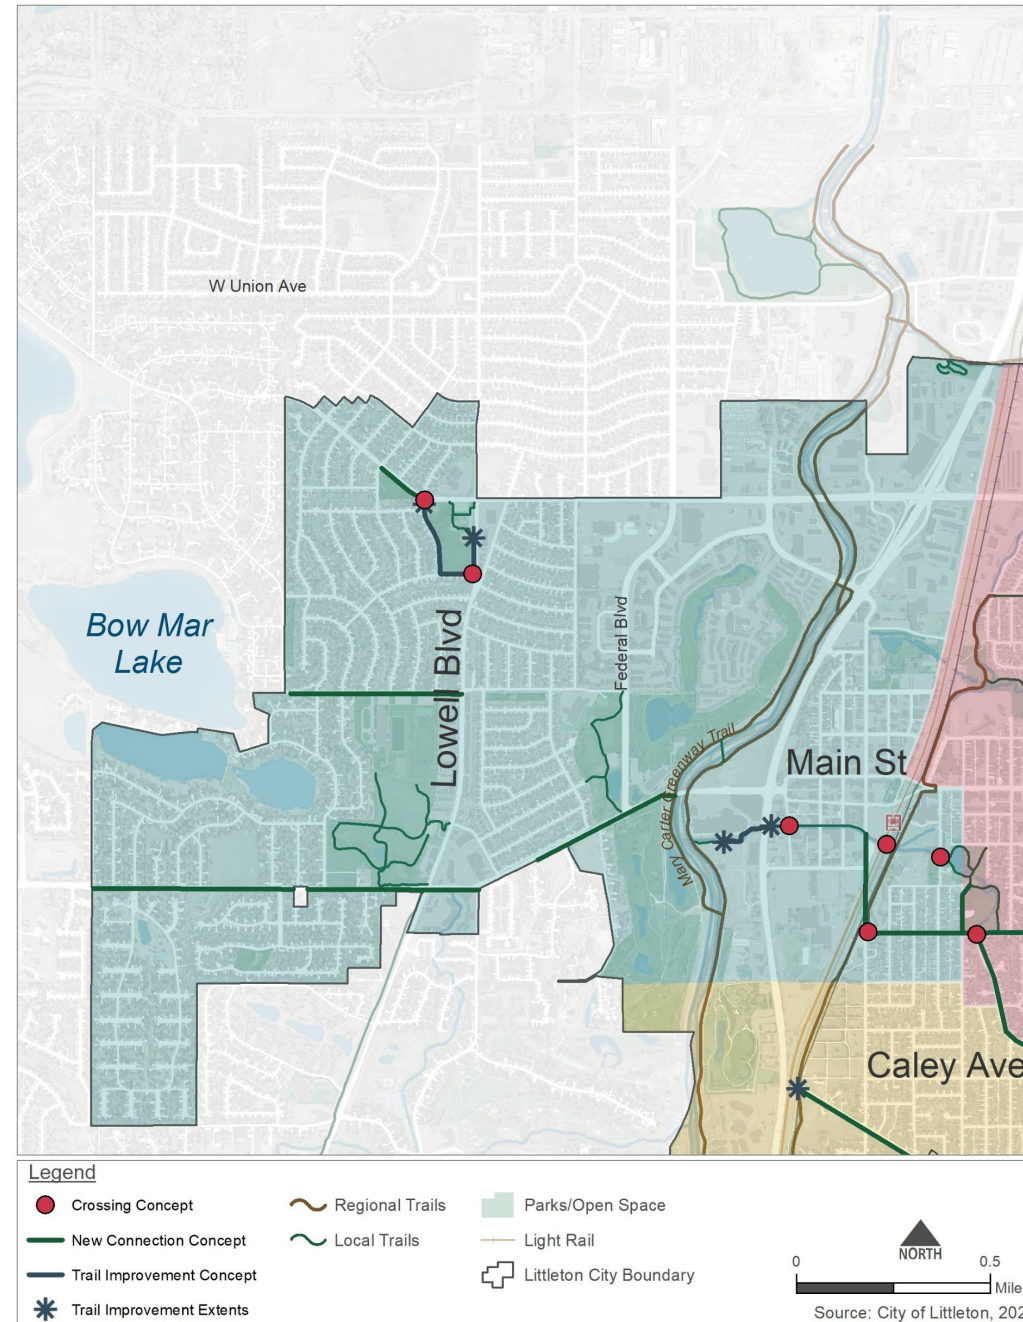 W Union Ave
Bow Mar
Lake
Lowell Blvd
Federal Blvd
Mary Carter Greenway Trail
Main St
Caley Ave
Legend
Crossing Concept
New Connection Concept
Trail Improvement Concept
Trail Improvement Extents
Regional Trails
Local Trails
Parks/Open Space
Light Rail
Littleton City Boundary
NORTH
0 0.5
Mile
Source: City of Littleton, 202